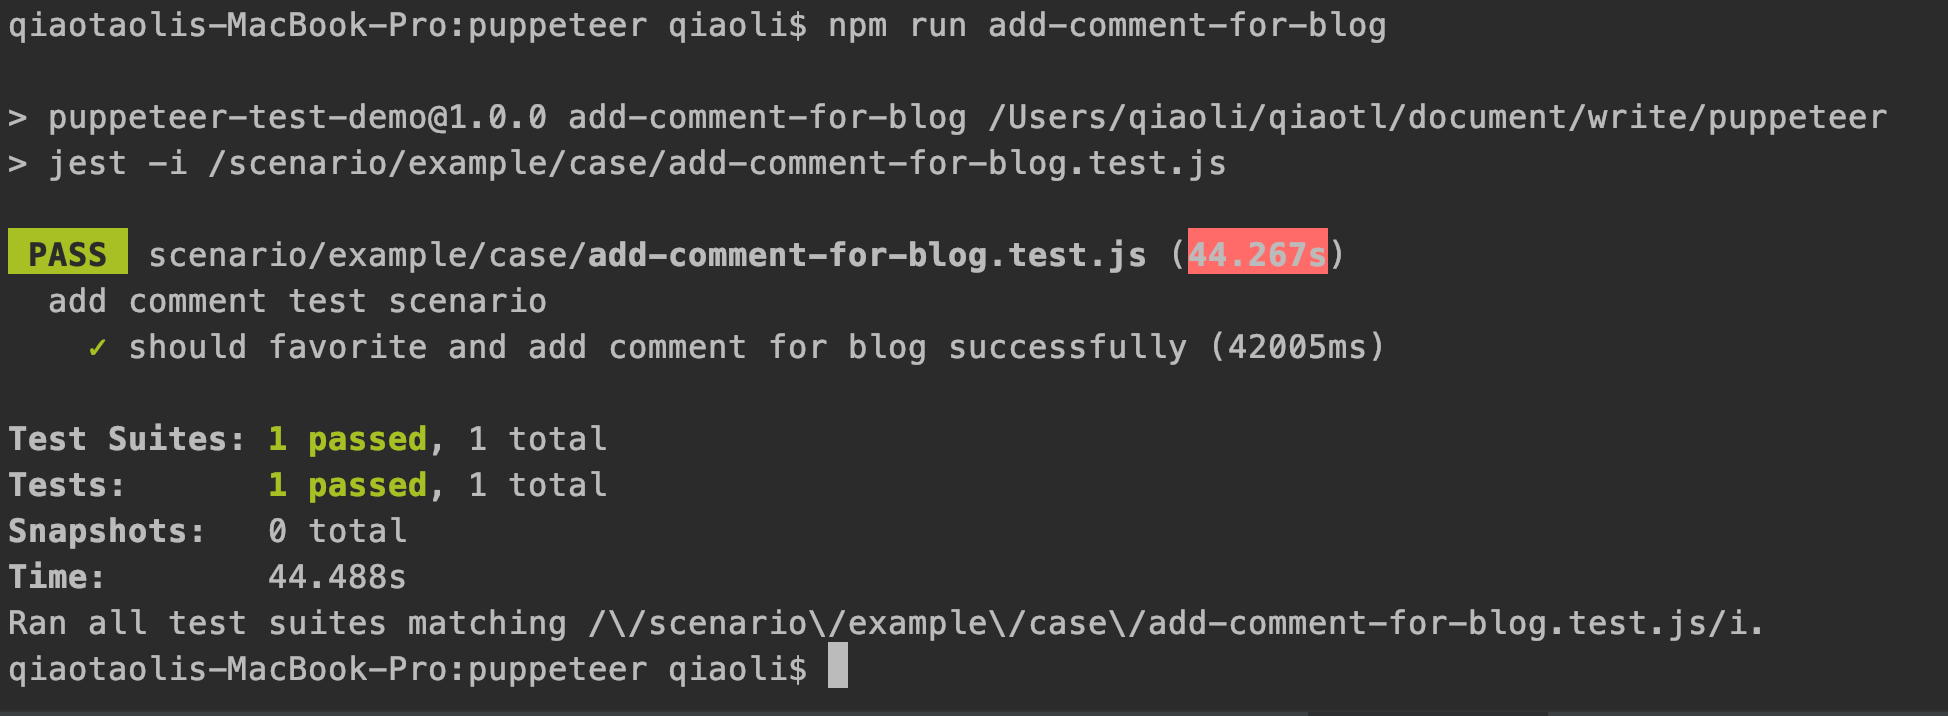 qiaotaolis-MacBook-Pro:puppeteer qiaoli$ npm run add-comment-for-blog
> puppeteer-test-demo@1.0.0 add-comment-for-blog /Users/qiaoli/qiaotl/document/write/puppeteer
> jest -i /scenario/example/case/add-comment-for-blog.test.js
PASS scenario/example/case/add-comment-for-blog.test.js (44.267s)
add comment test scenario
✓ should favorite and add comment for blog successfully (42005ms)
Test Suites: 1 passed, 1 total
Tests: 1 passed, 1 total
Snapshots: 0 total
Time: 44.488s
Ran all test suites matching /\/scenario\/example\/case\/add-comment-for-blog.test.js/i.
qiaotaolis-MacBook-Pro:puppeteer qiaoli$